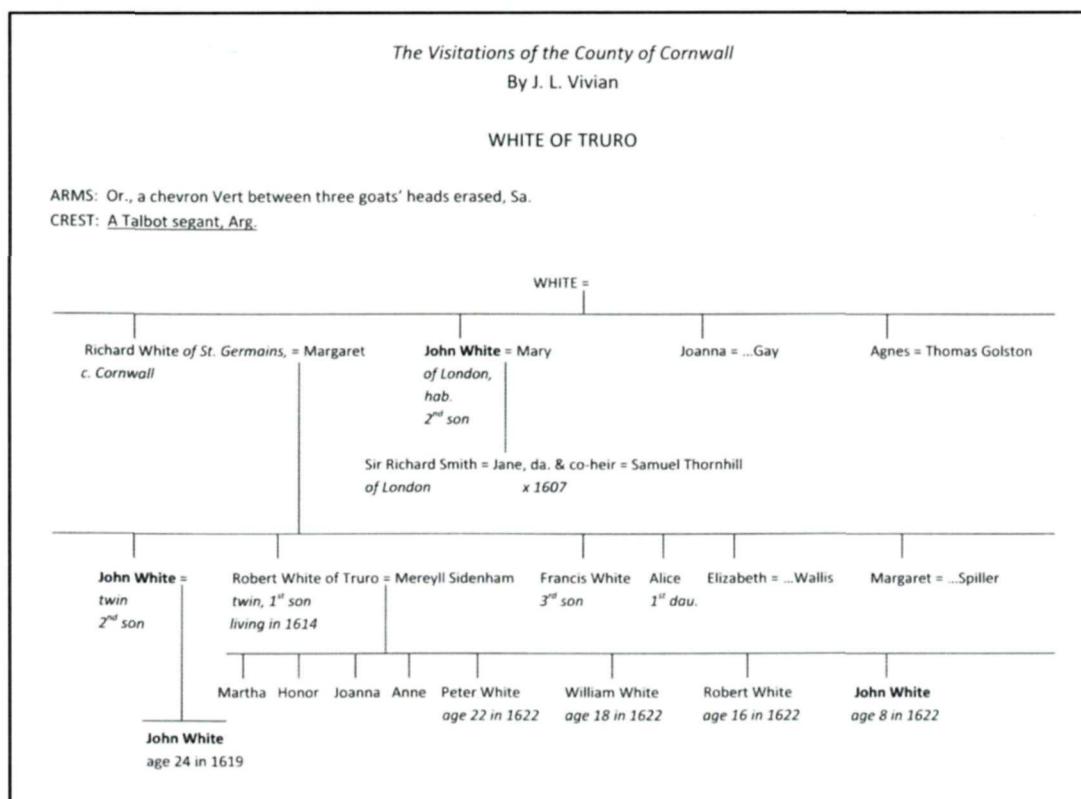 The Visitations of the County of Cornwall
By J. L. Vivian
WHITE OF TRURO
ARMS: Or., a chevron Vert between three goats' heads erased, Sa.
CREST: A Talbot segant, Arg.
WHITE =
Richard White of St. Germains, = Margaret
c. Cornwall
John White = Mary
of London,
hab.
2nd son
Joanna = ...Gay
Agnes = Thomas Golston
Sir Richard Smith = Jane, da. & co-heir = Samuel Thornhill
of London x 1607
John White =
twin
2nd son
Robert White of Truro = Mereyll Sidenham
twin, 1st son
living in 1614
Francis White
3rd son
Alice
1st dau.
Elizabeth = ...Wallis
Margaret = ...Spiller
Martha
Honor
Joanna
Anne
Peter White
age 22 in 1622
William White
age 18 in 1622
Robert White
age 16 in 1622
John White
age 8 in 1622
John White
age 24 in 1619